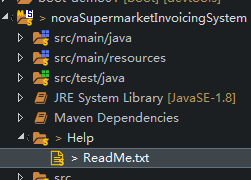 > novaSupermarketInvoicingSystem
src/main/java
src/main/resources
src/test/java
JRE System Library [JavaSE-1.8]
Maven Dependencies
> Help
> ReadMe.txt